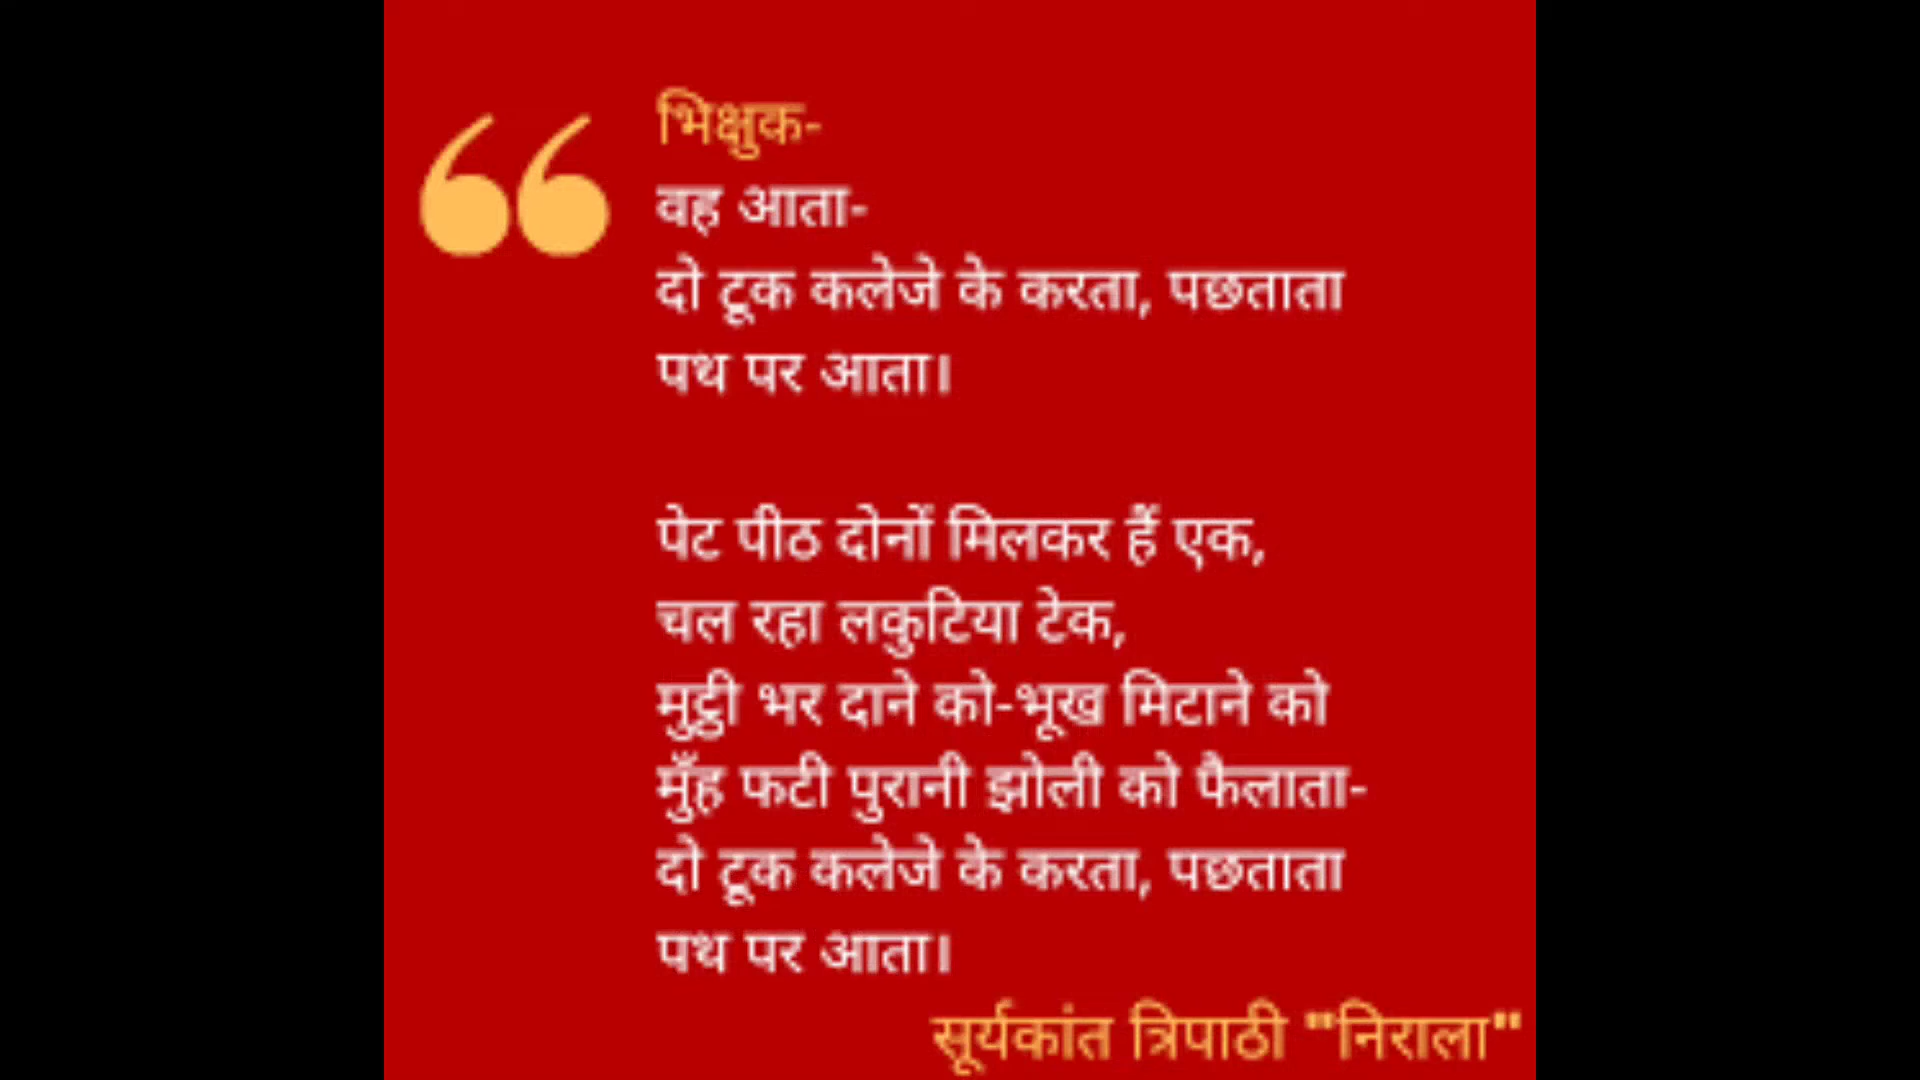 भिक्षुक-
वह आता-
दो टूक कलेजे के करता, पछताता
पथ पर आता।
पेट पीठ दोनों मिलकर हैं एक,
चल रहा लकुटिया टेक,
मुट्ठी भर दाने को-भूख मिटाने को
मुँह फटी पुरानी झोली को फैलाता-
दो टूक कलेजे के करता, पछताता
पथ पर आता।
सूर्यकांत त्रिपाठी "निराला"